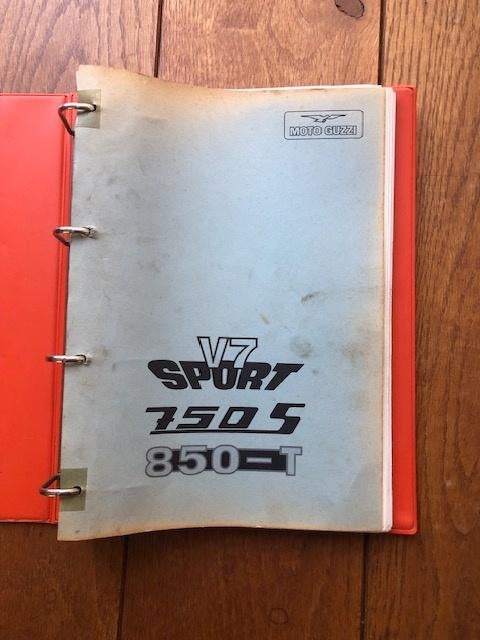 MOTO GUZZI
V7
SPORT
750 S
850-T